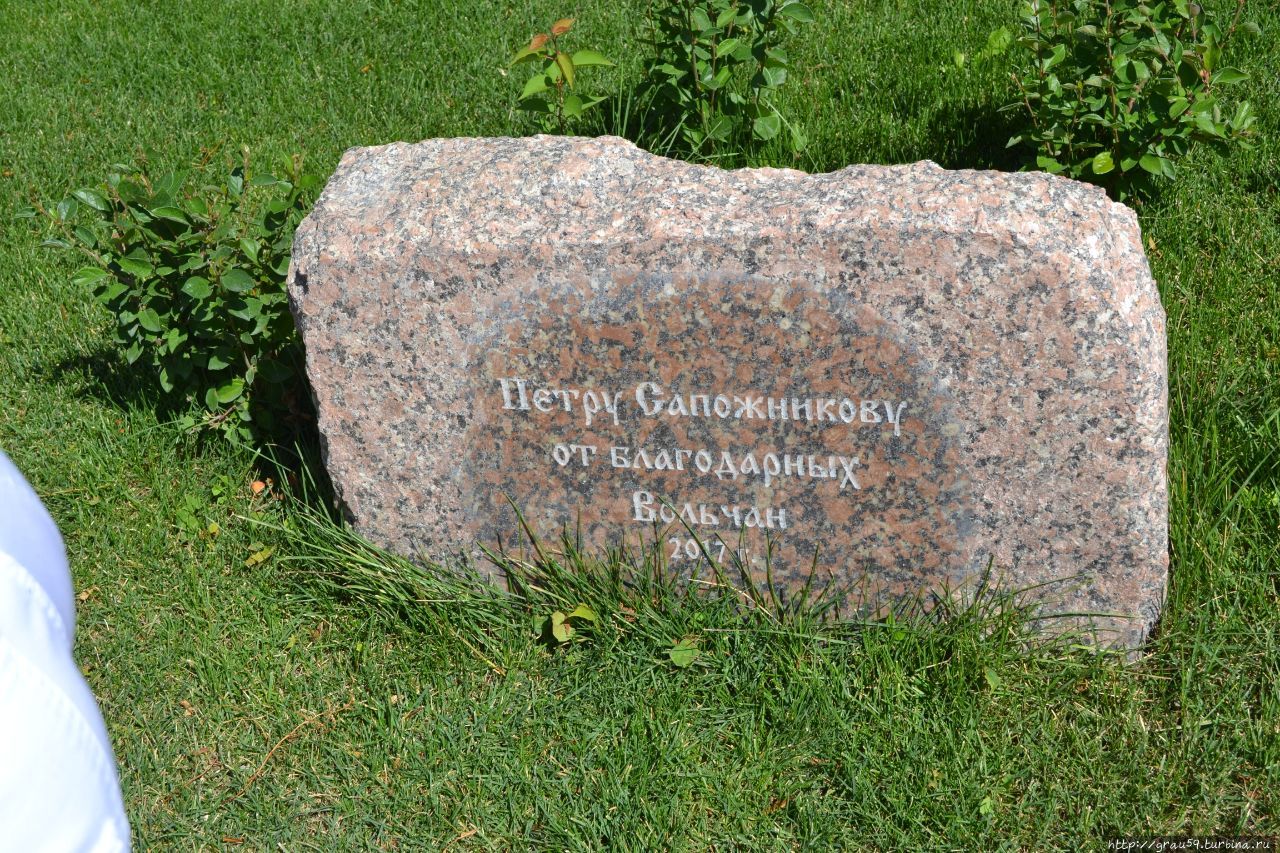 Петру Сапожникову
от благодарных
Вольчан
2017 г.
http://grau59.turbina.ru